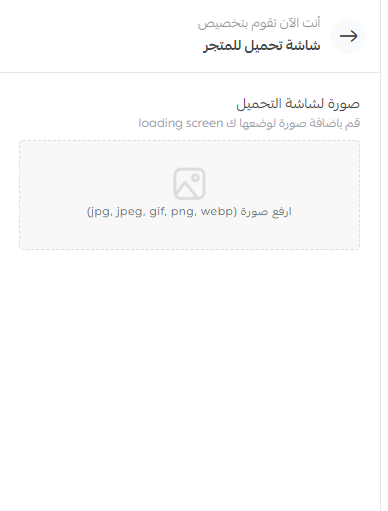 أنت الآن تقوم بتخصيص
شاشة تحميل للمتجر
صورة لشاشة التحميل
قم باضافة صورة لوضعها ك loading screen
ارفع صورة (jpg, jpeg, gif, png, webp)